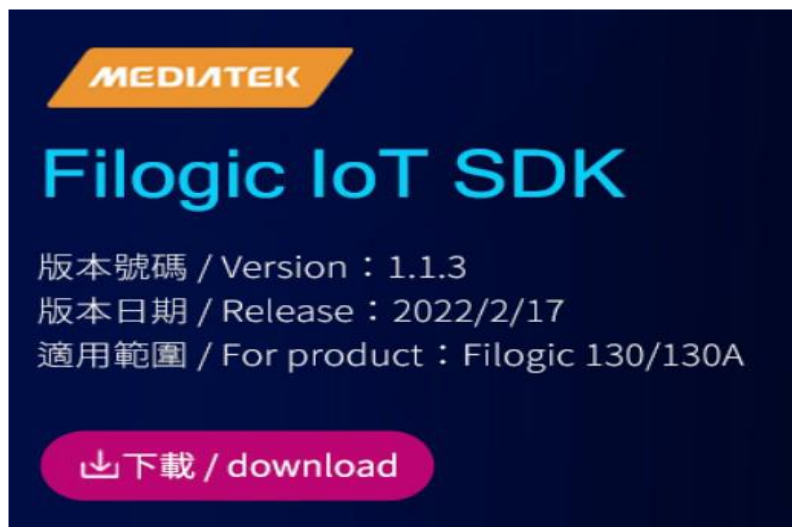 MEDIATEK
Filogic IoT SDK
版本號碼 / Version：1.1.3
版本日期 / Release：2022/2/17
適用範圍 / For product：Filogic 130/130A
下載 / download